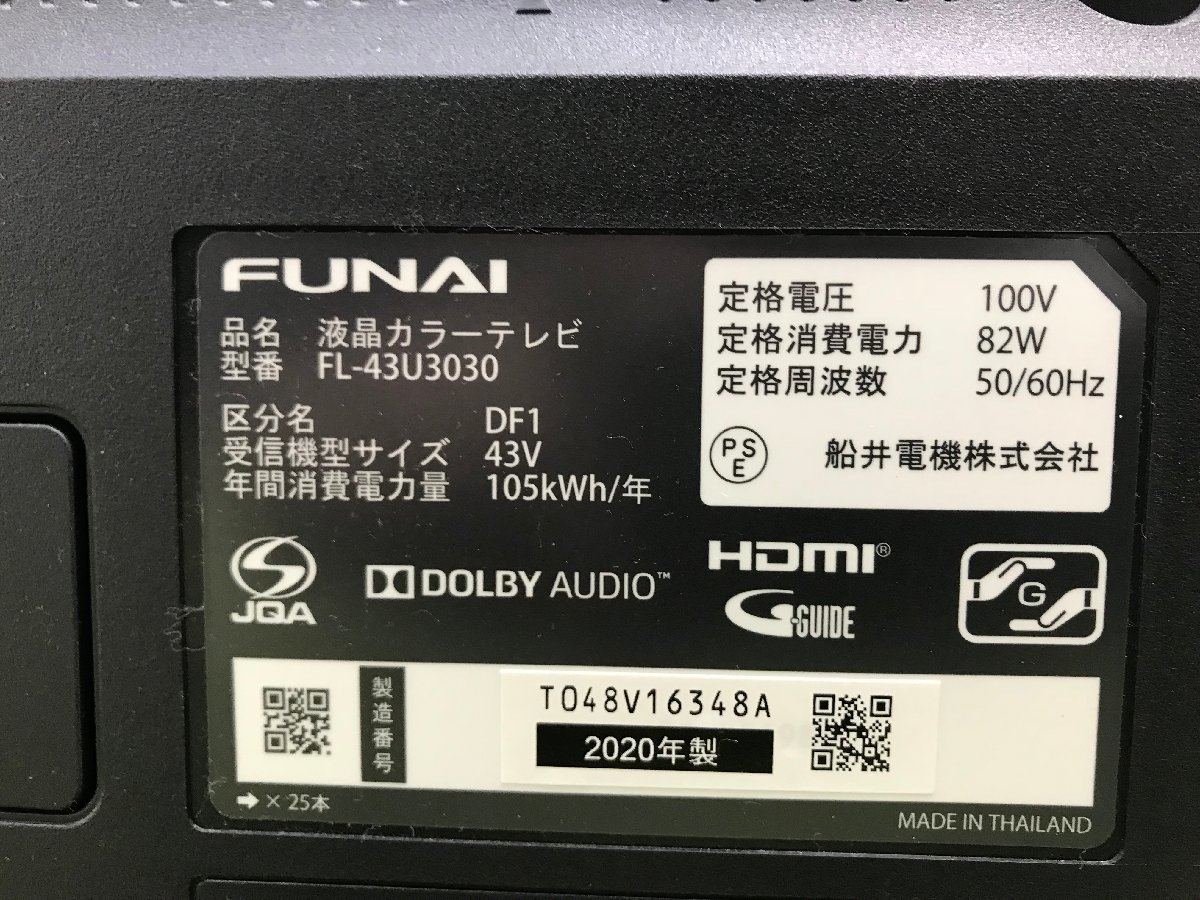 FUNAI
品名 液晶カラーテレビ
型番 FL-43U3030
区分名 DF1
受信機型サイズ 43V
年間消費電力量 105kWh/年
定格電圧 100V
定格消費電力 82W
定格周波数 50/60Hz
PSE 船井電機株式会社
JQA
DOLBY AUDIO™
HDMI®
G-GUIDE
G
製造番号
T048V16348A
2020年製
➡ × 25本
MADE IN THAILAND